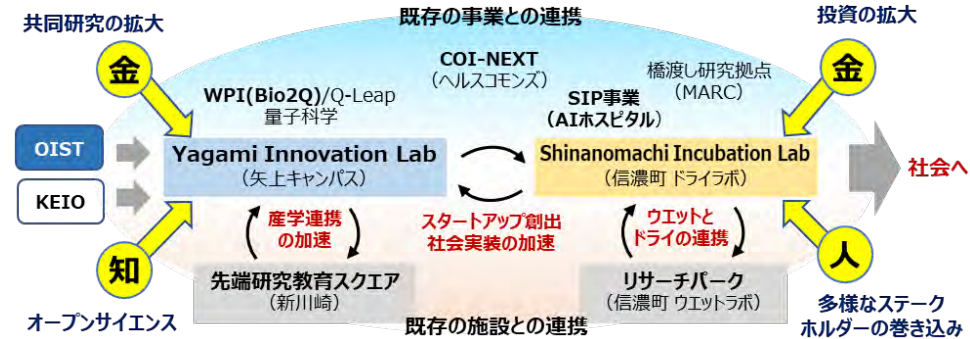 既存の事業との連携
共同研究の拡大
投資の拡大
金
金
COI-NEXT
(ヘルスコモンズ)
橋渡し研究拠点
(MARC)
WPI(Bio2Q)/Q-Leap
量子科学
SIP事業
(AIホスピタル)
OIST
KEIO
Yagami Innovation Lab
(矢上キャンパス)
Shinanomachi Incubation Lab
(信濃町 ドライラボ)
社会へ
産学連携
の加速
スタートアップ創出
社会実装の加速
ウエットと
ドライの連携
知
人
先端研究教育スクエア
(新川崎)
リサーチパーク
(信濃町 ウエットラボ)
オープンサイエンス
既存の施設との連携
多様なステーク
ホルダーの巻き込み